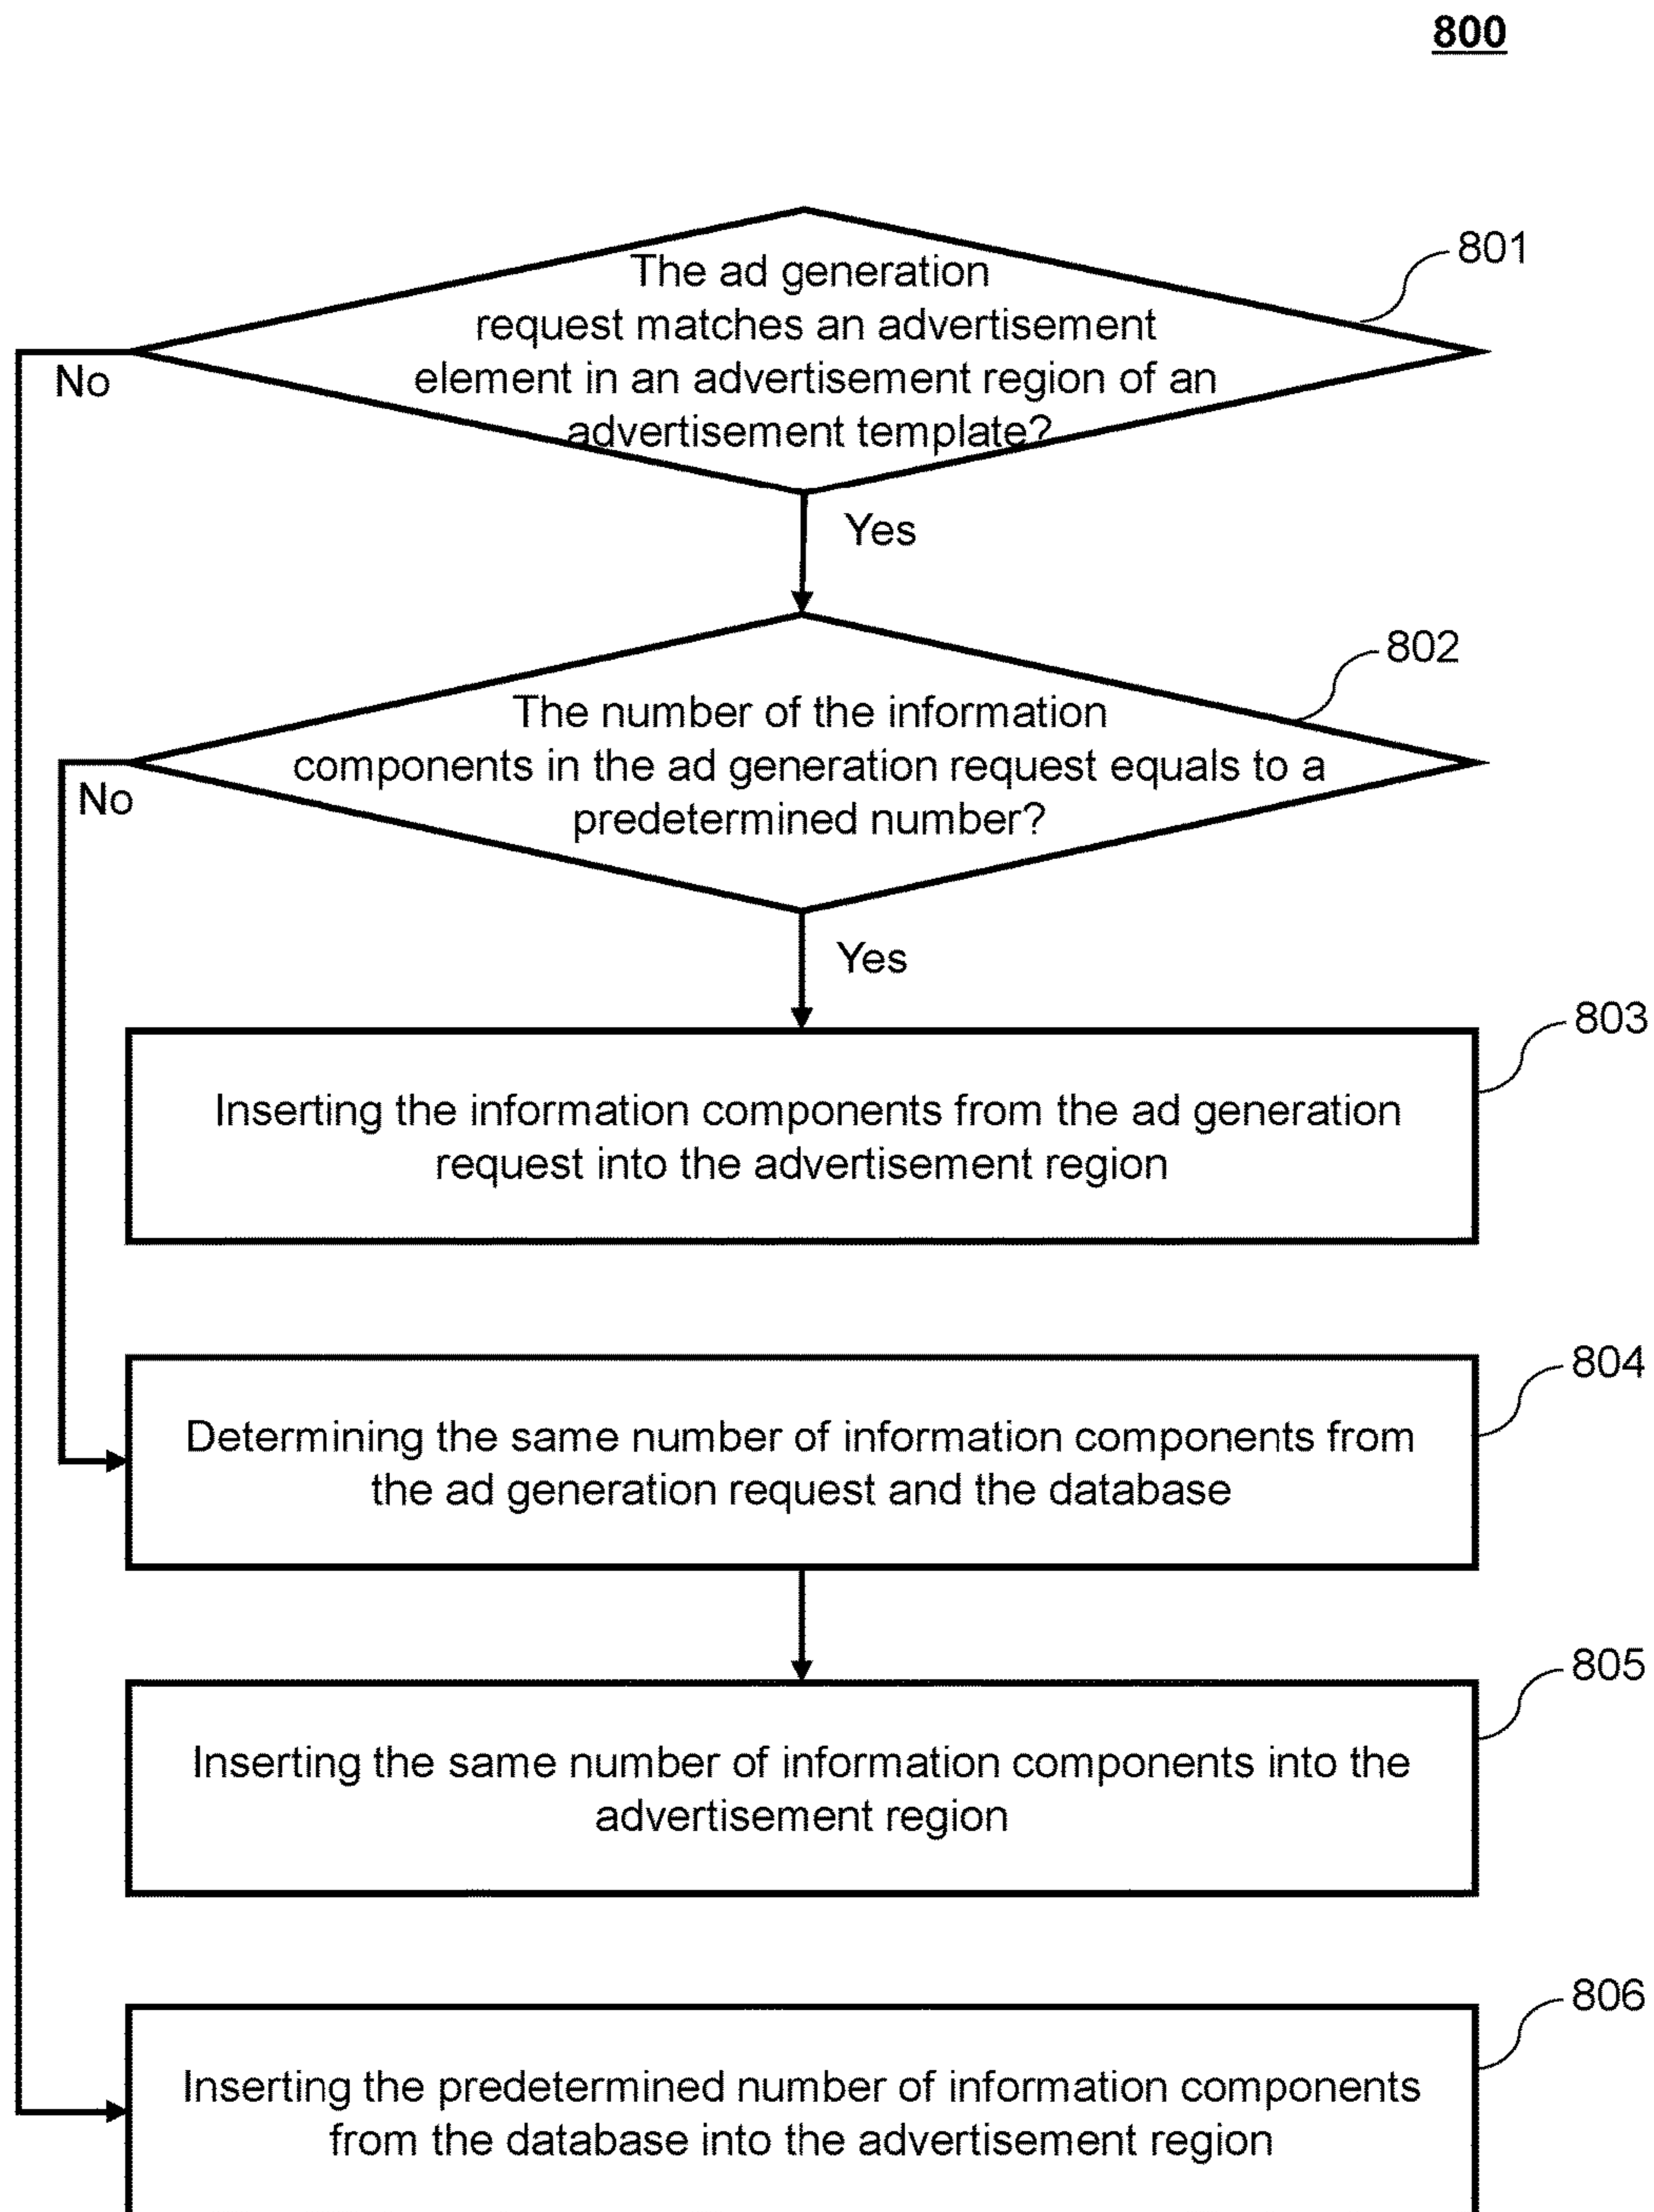 800
The ad generation
request matches an advertisement
element in an advertisement region of an
advertisement template?
801
No
Yes
The number of the information
components in the ad generation request equals to a
predetermined number?
802
No
Yes
Inserting the information components from the ad generation
request into the advertisement region
803
Determining the same number of information components from
the ad generation request and the database
804
Inserting the same number of information components into the
advertisement region
805
Inserting the predetermined number of information components
from the database into the advertisement region
806